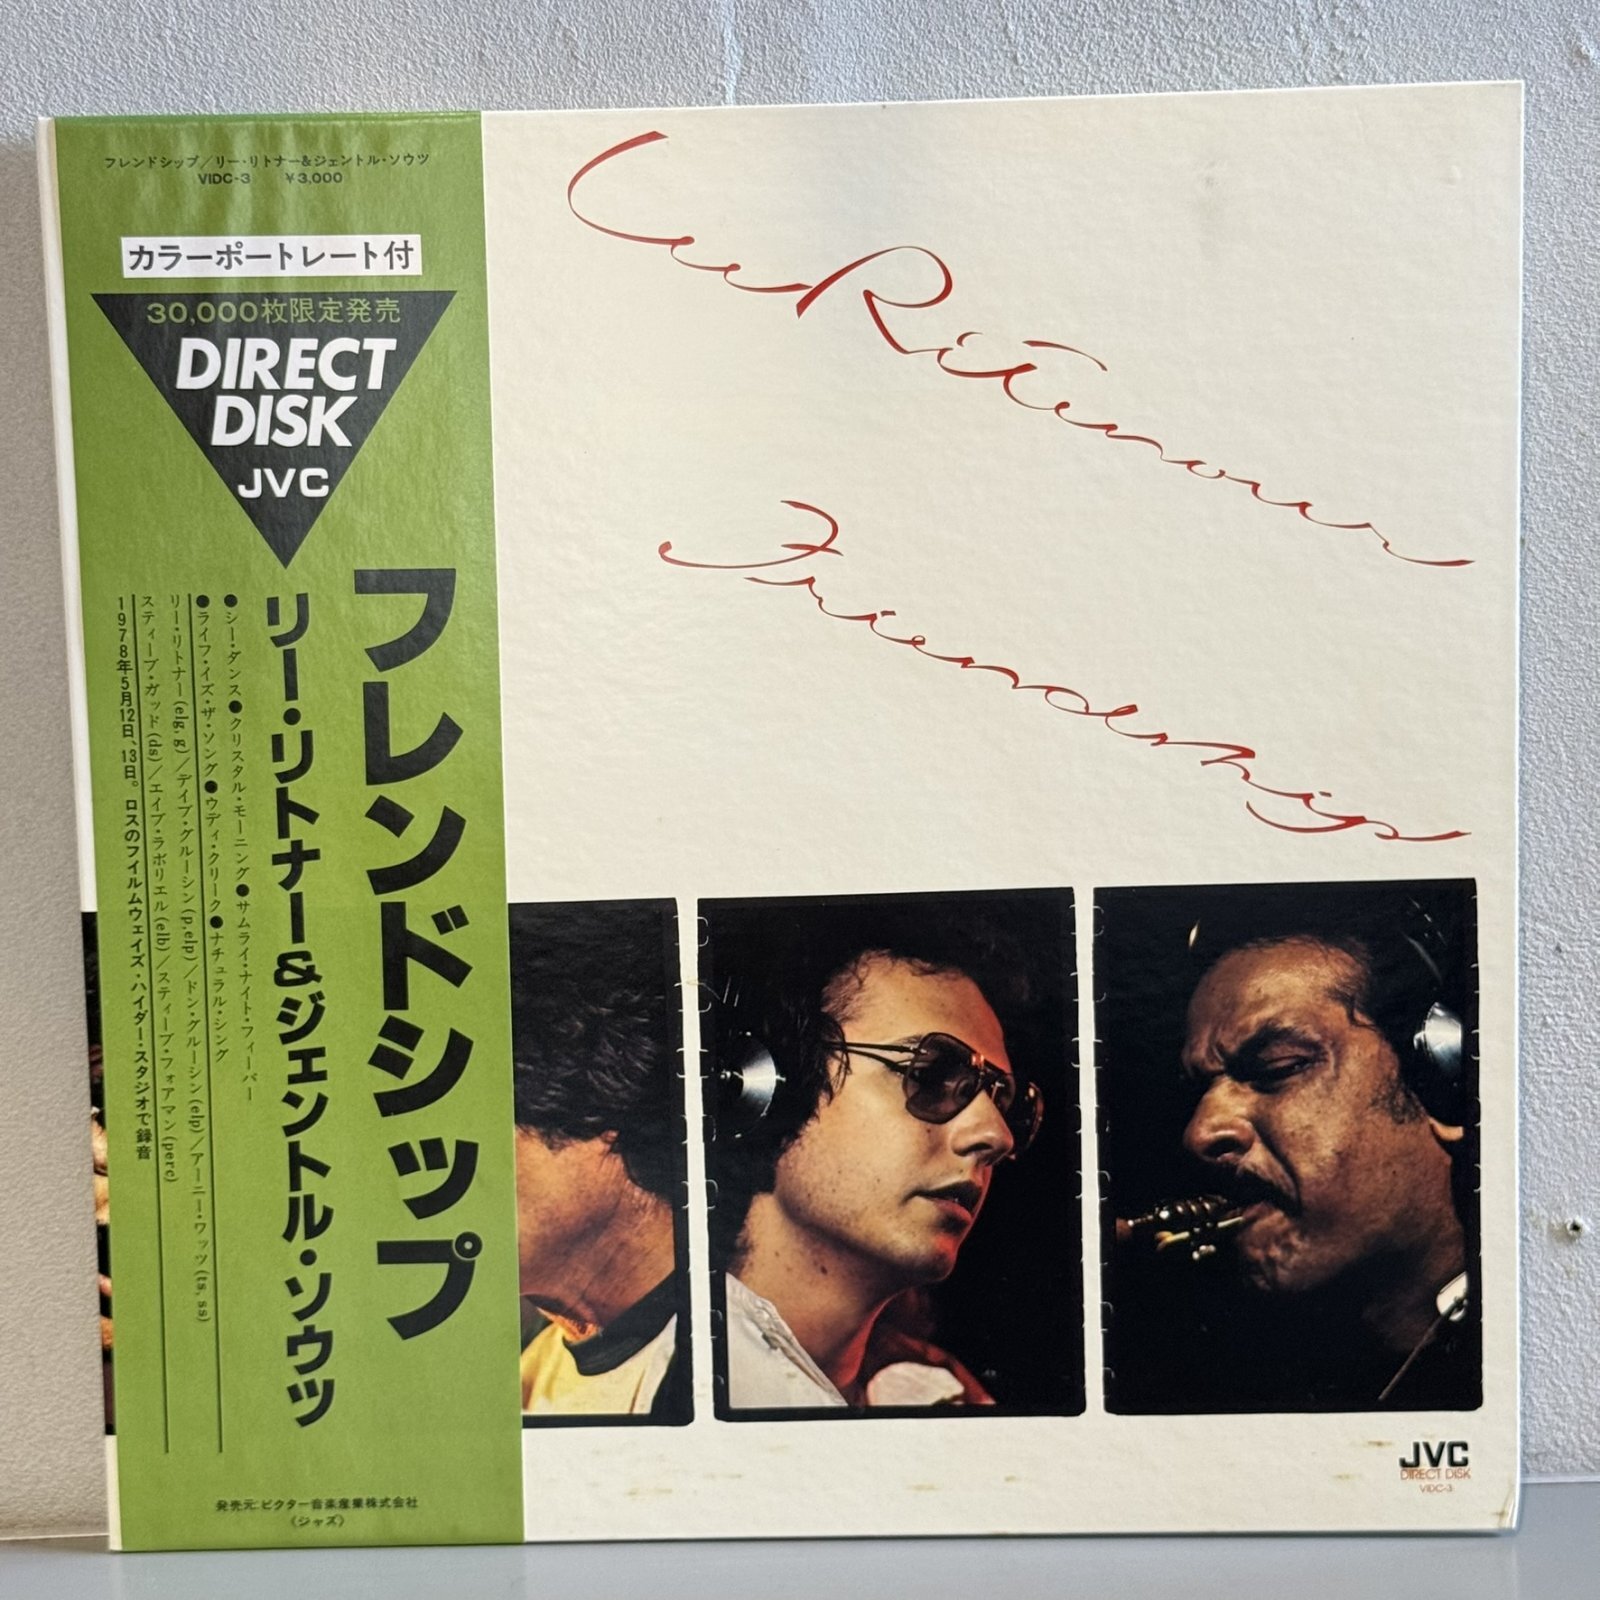 フレンドシップ／リー・リトナー&ジェントル・ソウツ
VIDC-3 ¥3,000
カラーポートレート付
30,000枚限定発売
DIRECT
DISK
JVC
フレンドシップ
リー・リトナー&ジェントル・ソウツ
●シー・ダンス●クリスタル・モーニング●サムライ・ナイト・フィーバー
●ライフ・イズ・ザ・ソング●ウディ・クリーク●ナチュラル・シング
リー・リトナー(elg, g)／デイブ・グルーシン(p, elp)／ドン・グルーシン(elp)／アーニー・ワッツ(ts, ss)
スティーブ・ガッド(ds)／エイブ・ラボリエル(elb)／スティーブ・フォアマン(perc)
1978年5月12日、13日。ロスのフイルムウェイズ・ハイダー・スタジオで録音
発売元:ビクター音楽産業株式会社
《ジャズ》
Lee Ritenour
Friendship
JVC
DIRECT DISK
VIDC-3